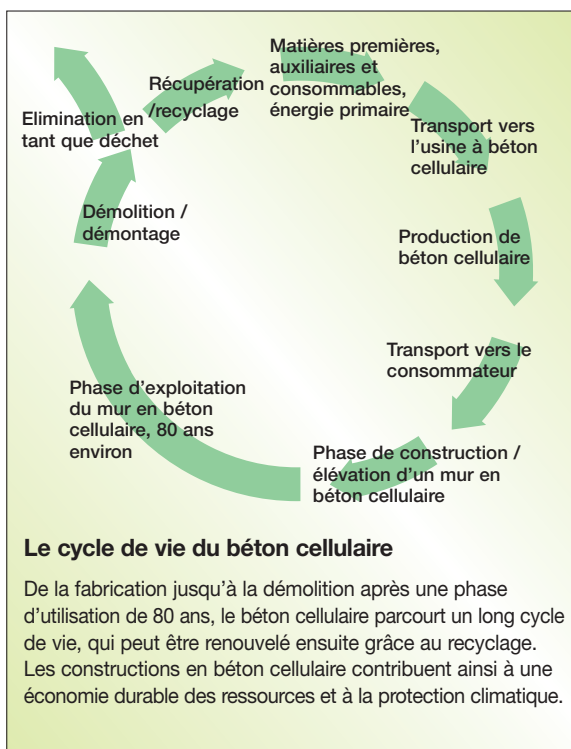 Matières premières,
auxiliaires et
consommables,
énergie primaire
Transport vers
l'usine à béton
cellulaire
Production de
béton cellulaire
Transport vers le
consommateur
Phase de construction /
élévation d'un mur en
béton cellulaire
Phase d'exploitation
du mur en béton
cellulaire, 80 ans
environ
Démolition /
démontage
Elimination en
tant que déchet
Récupération
/recyclage
Le cycle de vie du béton cellulaire
De la fabrication jusqu'à la démolition après une phase
d'utilisation de 80 ans, le béton cellulaire parcourt un long cycle
de vie, qui peut être renouvelé ensuite grâce au recyclage.
Les constructions en béton cellulaire contribuent ainsi à une
économie durable des ressources et à la protection climatique.